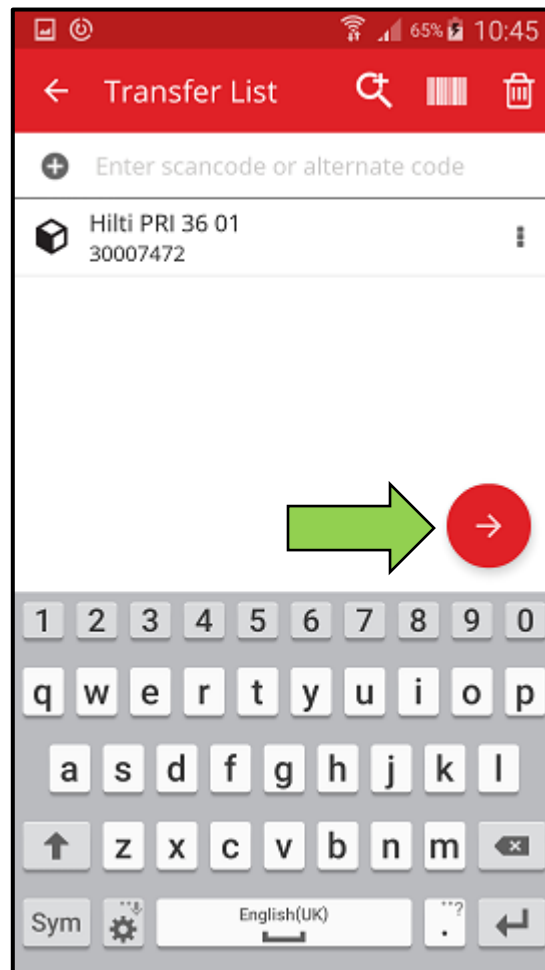 65% 10:45
Transfer List
Enter scancode or alternate code
Hilti PRI 36 01
30007472
1 2 3 4 5 6 7 8 9 0
q w e r t y u i o p
a s d f g h j k l
z x c v b n m
Sym English(UK) . ?